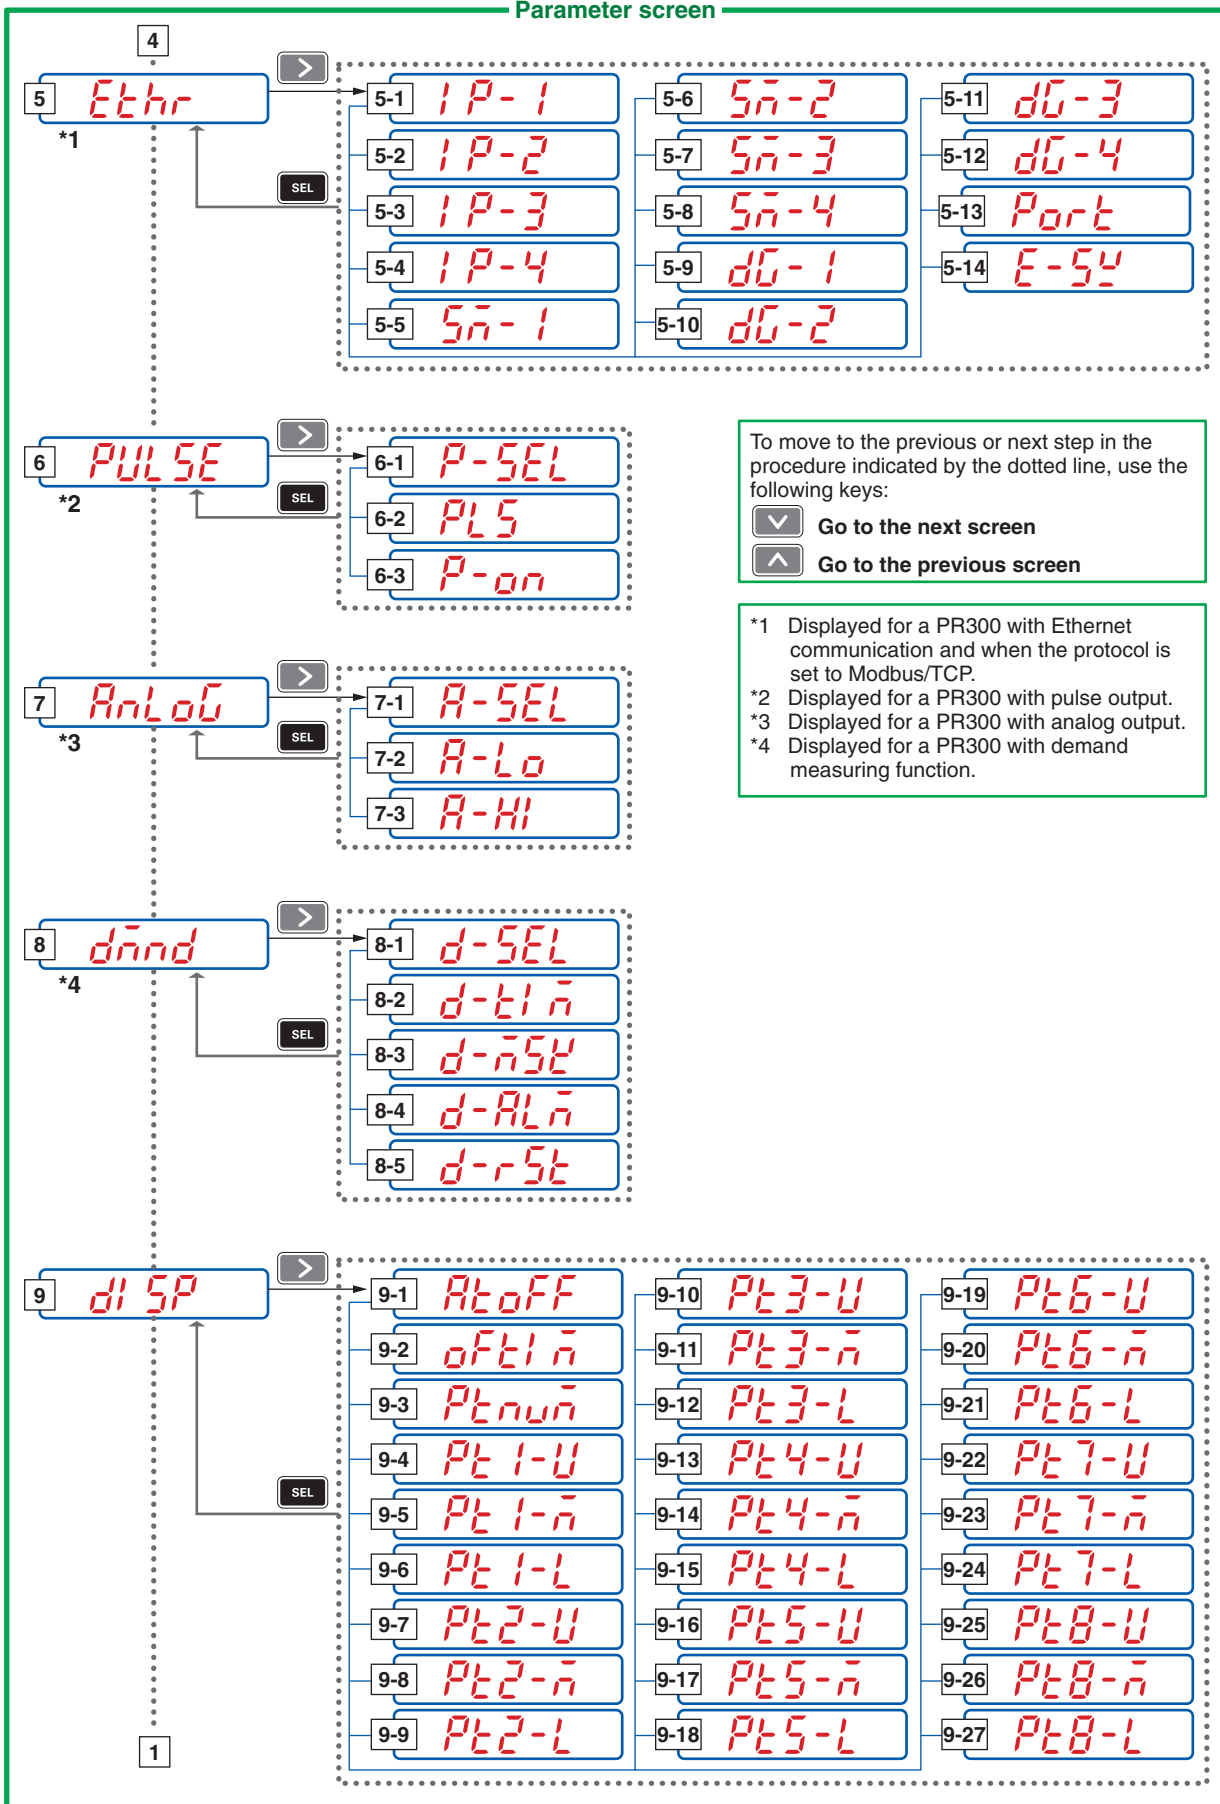 Parameter screen
4
5 Ethr
*1
SEL
5-1 IP-1
5-2 IP-2
5-3 IP-3
5-4 IP-4
5-5 SM-1
5-6 SM-2
5-7 SM-3
5-8 SM-4
5-9 dG-1
5-10 dG-2
5-11 dG-3
5-12 dG-4
5-13 Port
5-14 E-SW
6 PULSE
*2
SEL
6-1 P-SEL
6-2 PLS
6-3 P-on
To move to the previous or next step in the
procedure indicated by the dotted line, use the
following keys:
Go to the next screen
Go to the previous screen
*1 Displayed for a PR300 with Ethernet
communication and when the protocol is
set to Modbus/TCP.
*2 Displayed for a PR300 with pulse output.
*3 Displayed for a PR300 with analog output.
*4 Displayed for a PR300 with demand
measuring function.
7 AnLoG
*3
SEL
7-1 A-SEL
7-2 A-Lo
7-3 A-HI
8 dMnd
*4
SEL
8-1 d-SEL
8-2 d-tIM
8-3 d-MSK
8-4 d-ALM
8-5 d-rSt
9 dISP
SEL
9-1 AtoFF
9-2 oFtIM
9-3 PtnuM
9-4 Pt1-U
9-5 Pt1-M
9-6 Pt1-L
9-7 Pt2-U
9-8 Pt2-M
9-9 Pt2-L
9-10 Pt3-U
9-11 Pt3-M
9-12 Pt3-L
9-13 Pt4-U
9-14 Pt4-M
9-15 Pt4-L
9-16 Pt5-U
9-17 Pt5-M
9-18 Pt5-L
9-19 Pt6-U
9-20 Pt6-M
9-21 Pt6-L
9-22 Pt7-U
9-23 Pt7-M
9-24 Pt7-L
9-25 Pt8-U
9-26 Pt8-M
9-27 Pt8-L
1